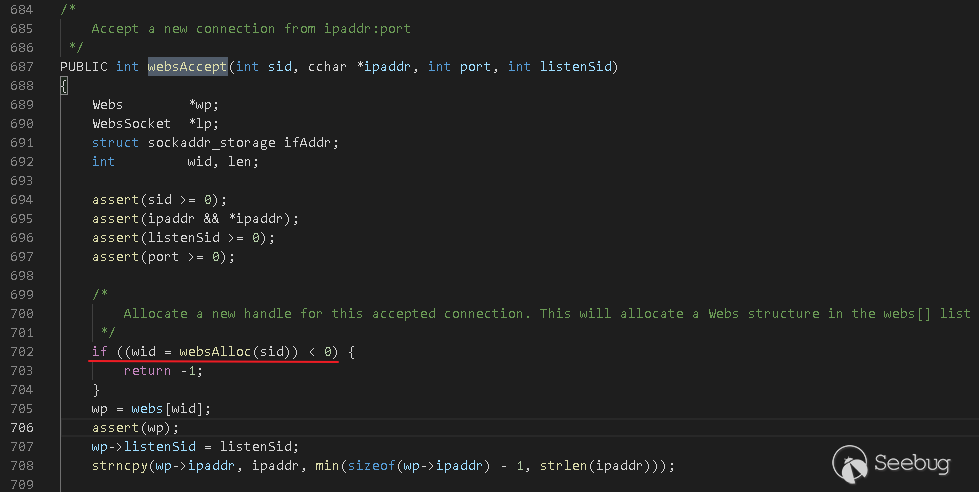 684 /*
685     Accept a new connection from ipaddr:port
686  */
687 PUBLIC int websAccept(int sid, cchar *ipaddr, int port, int listenSid)
688 {
689     Webs        *wp;
690     WebsSocket  *lp;
691     struct sockaddr_storage ifAddr;
692     int         wid, len;
693
694     assert(sid >= 0);
695     assert(ipaddr && *ipaddr);
696     assert(listenSid >= 0);
697     assert(port >= 0);
698
699     /*
700         Allocate a new handle for this accepted connection. This will allocate a Webs structure in the webs[] list
701      */
702     if ((wid = websAlloc(sid)) < 0) {
703         return -1;
704     }
705     wp = webs[wid];
706     assert(wp);
707     wp->listenSid = listenSid;
708     strncpy(wp->ipaddr, ipaddr, min(sizeof(wp->ipaddr) - 1, strlen(ipaddr)));
709
Seebug